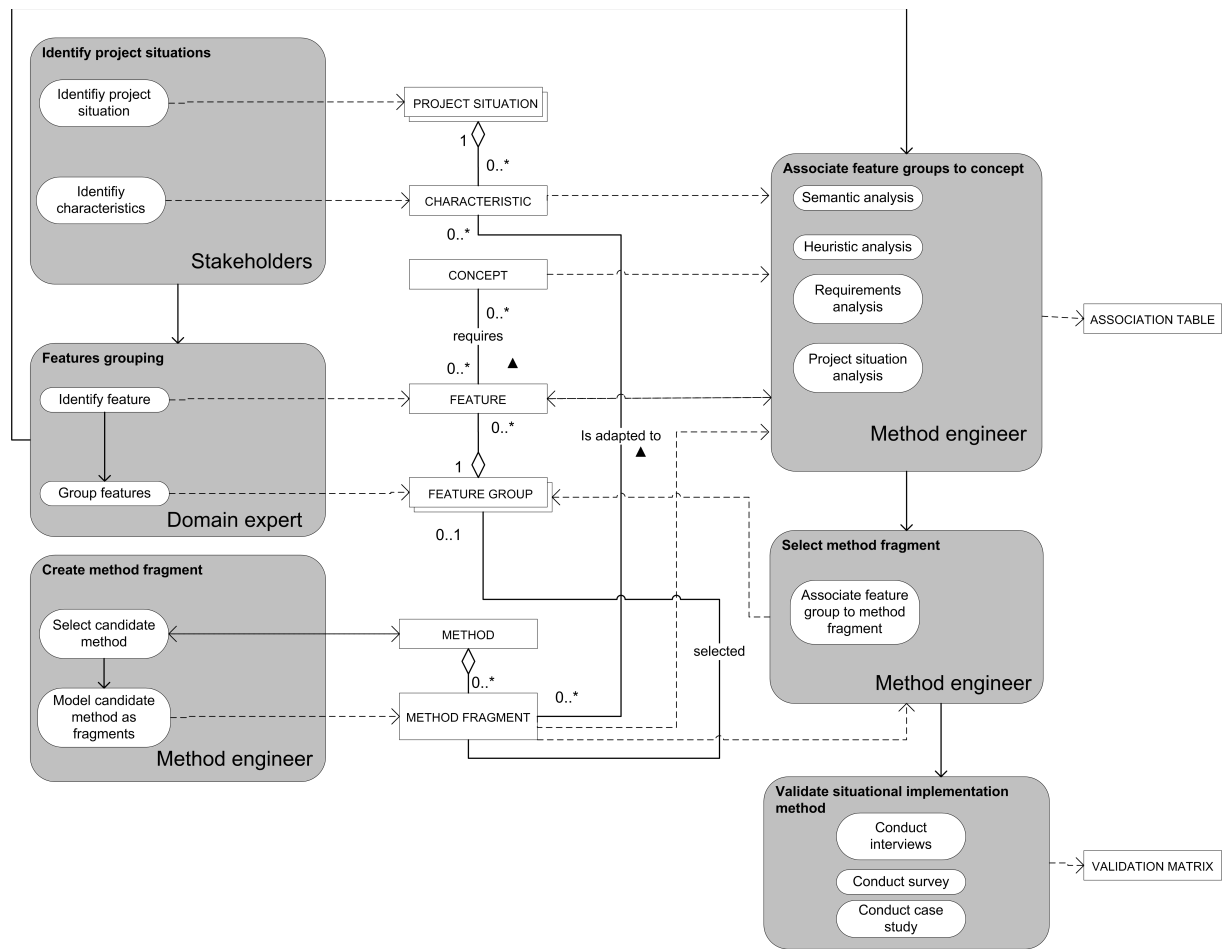 Identify project situations
Identifiy project
situation
Identifiy
characteristics
Stakeholders
Features grouping
Identify feature
Group features
Domain expert
Create method fragment
Select candidate
method
Model candidate
method as
fragments
Method engineer
PROJECT SITUATION
1
0..*
CHARACTERISTIC
0..*
CONCEPT
0..*
requires
▲
0..*
FEATURE
0..*
Is adapted to
▲
1
FEATURE GROUP
0..1
METHOD
selected
0..*
0..*
METHOD FRAGMENT
Associate feature groups to concept
Semantic analysis
Heuristic analysis
Requirements
analysis
Project situation
analysis
Method engineer
ASSOCIATION TABLE
Select method fragment
Associate feature
group to method
fragment
Method engineer
Validate situational implementation
method
Conduct
interviews
Conduct survey
Conduct case
study
VALIDATION MATRIX